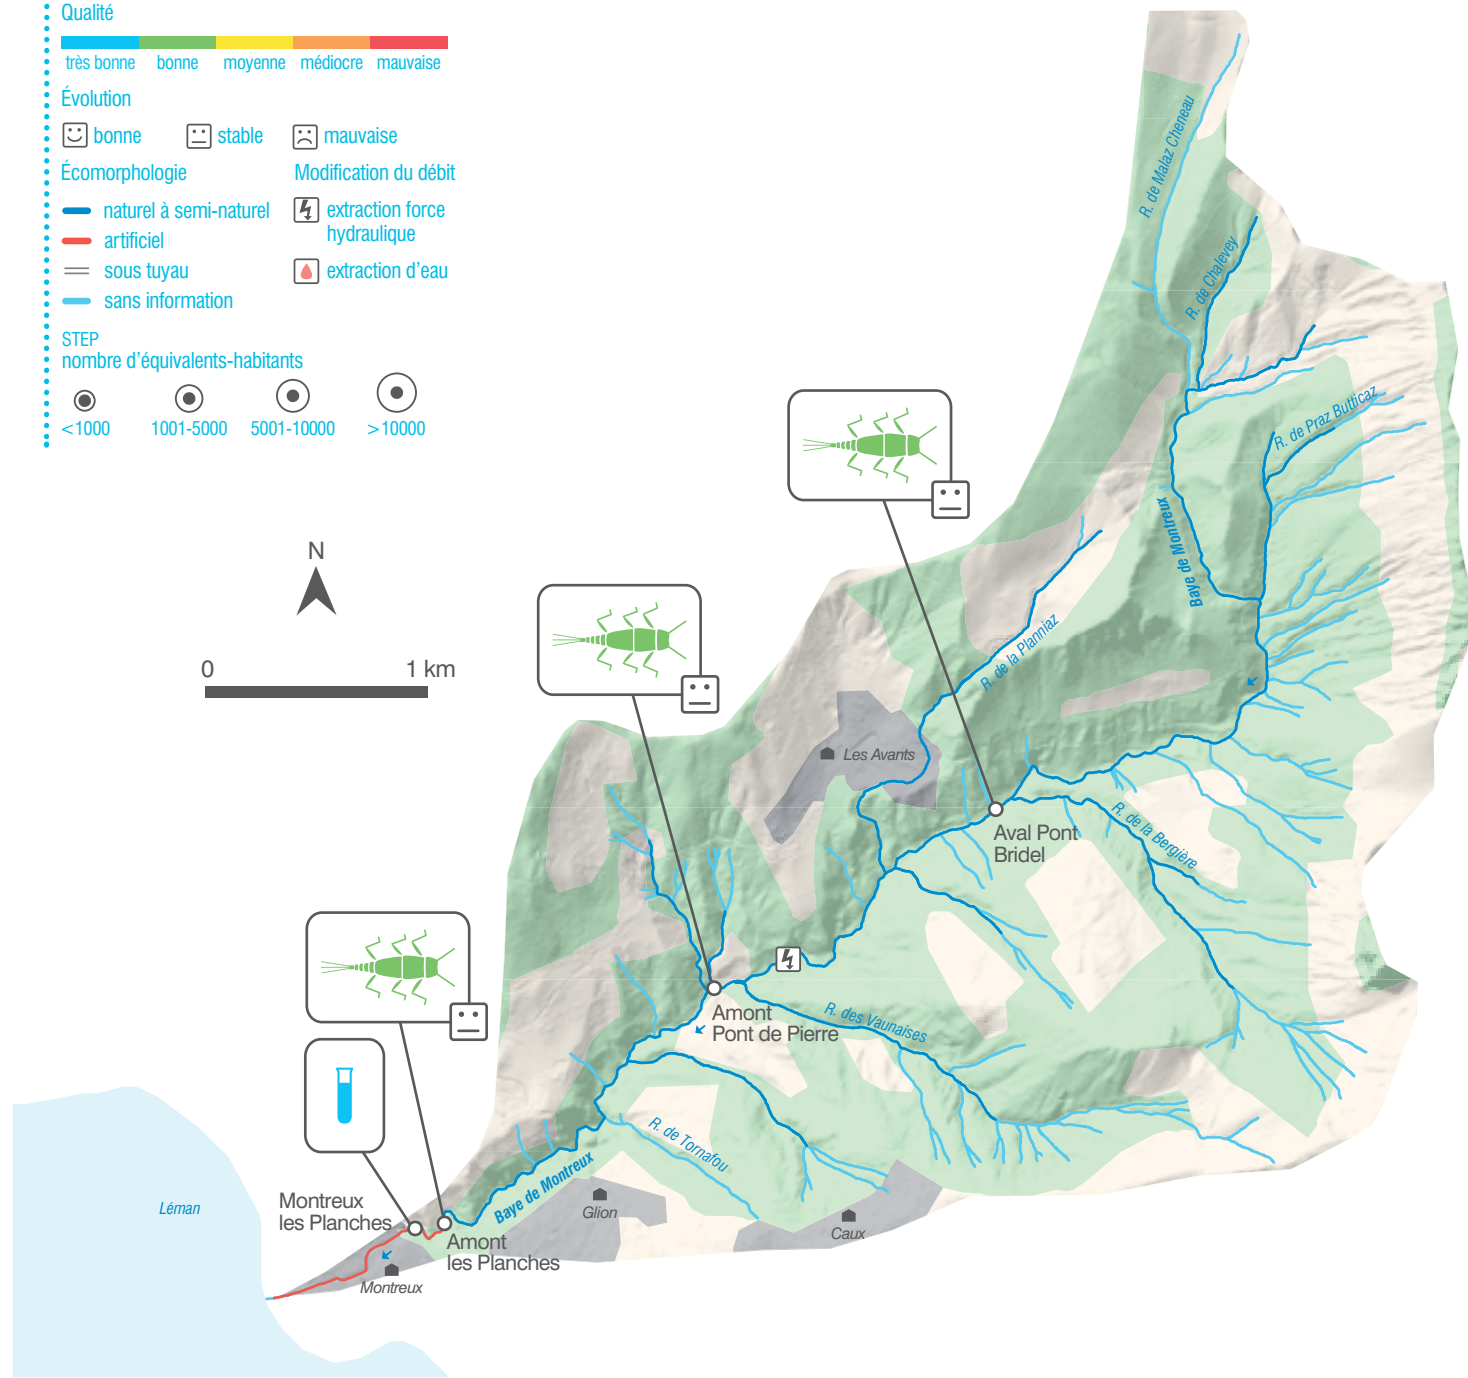 Qualité
très bonne bonne moyenne médiocre mauvaise
Évolution
bonne stable mauvaise
Écomorphologie
naturel à semi-naturel
artificiel
sous tuyau
sans information
Modification du débit
extraction force
hydraulique
extraction d'eau
STEP
nombre d'équivalents-habitants
<1000 1001-5000 5001-10000 >10000
N
0 1 km
R. de Malaz Cheneau
R. de Chalevey
R. de Praz Butticaz
Baye de Montreux
R. de la Planniaz
Les Avants
Aval Pont
Bridel
R. de la Bergière
Amont
Pont de Pierre
R. des Vaunaises
R. de Tornafou
Baye de Montreux
Léman
Montreux
les Planches
Amont
les Planches
Glion
Caux
Montreux